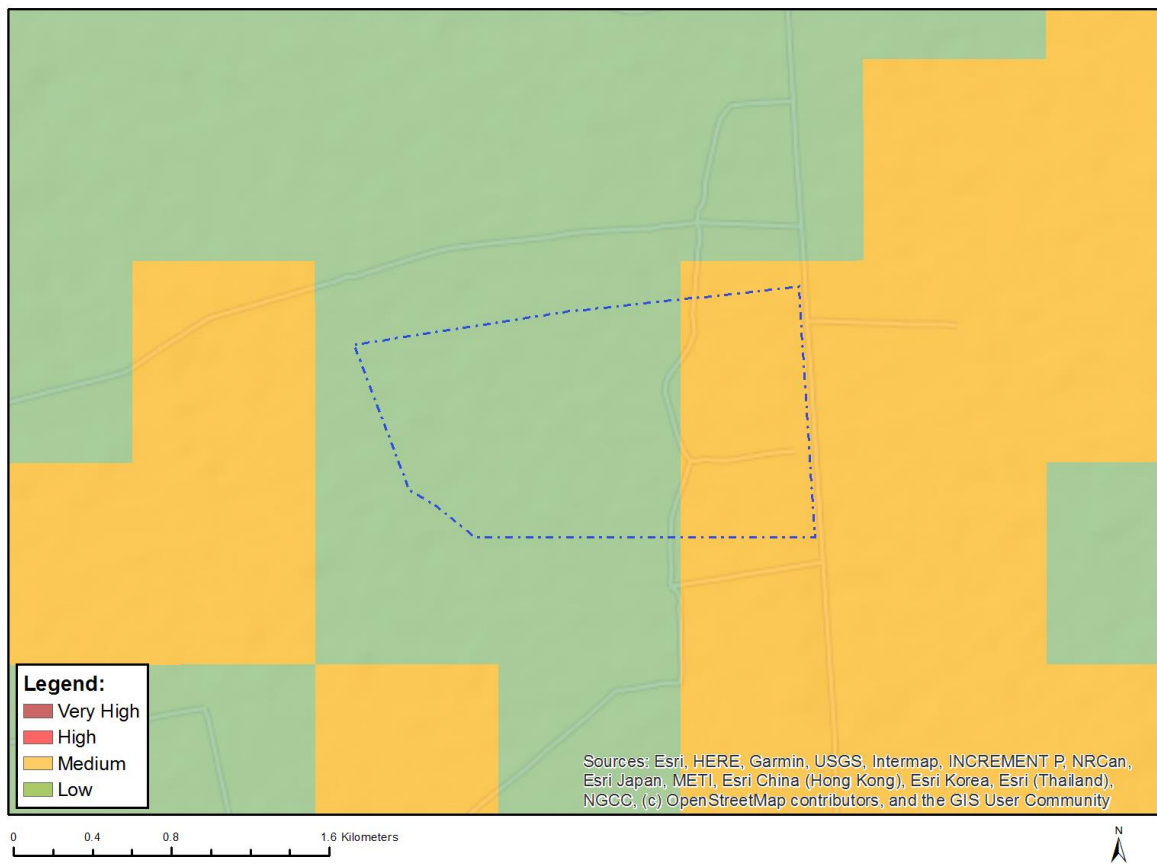 Legend:
Very High
High
Medium
Low
Sources: Esri, HERE, Garmin, USGS, Intermap, INCREMENT P, NRCan,
Esri Japan, METI, Esri China (Hong Kong), Esri Korea, Esri (Thailand),
NGCC, (c) OpenStreetMap contributors, and the GIS User Community
0 0.4 0.8 1.6 Kilometers
N